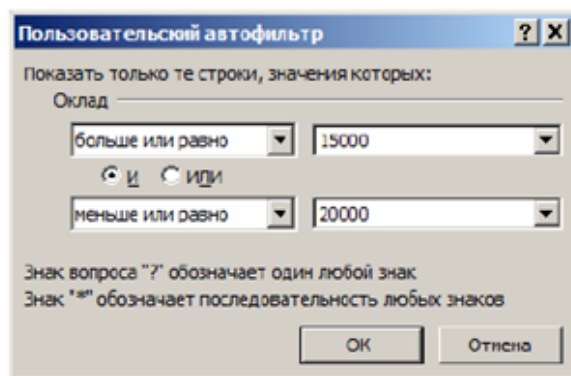 Пользовательский автофильтр
Показать только те строки, значения которых:
Оклад
больше или равно 15000
и или
меньше или равно 20000
Знак вопроса "?" обозначает один любой знак
Знак "*" обозначает последовательность любых знаков
ОК Отмена